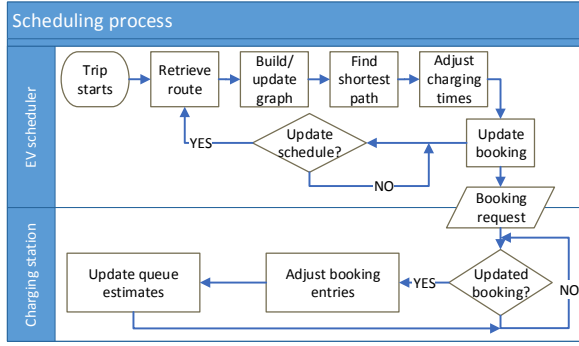 Scheduling process
EV scheduler
Trip
starts
Retrieve
route
Build/
update
graph
Find
shortest
path
Adjust
charging
times
Update
schedule?
YES
NO
Update
booking
Booking
request
Charging station
Update queue
estimates
Adjust booking
entries
YES
Updated
booking?
NO